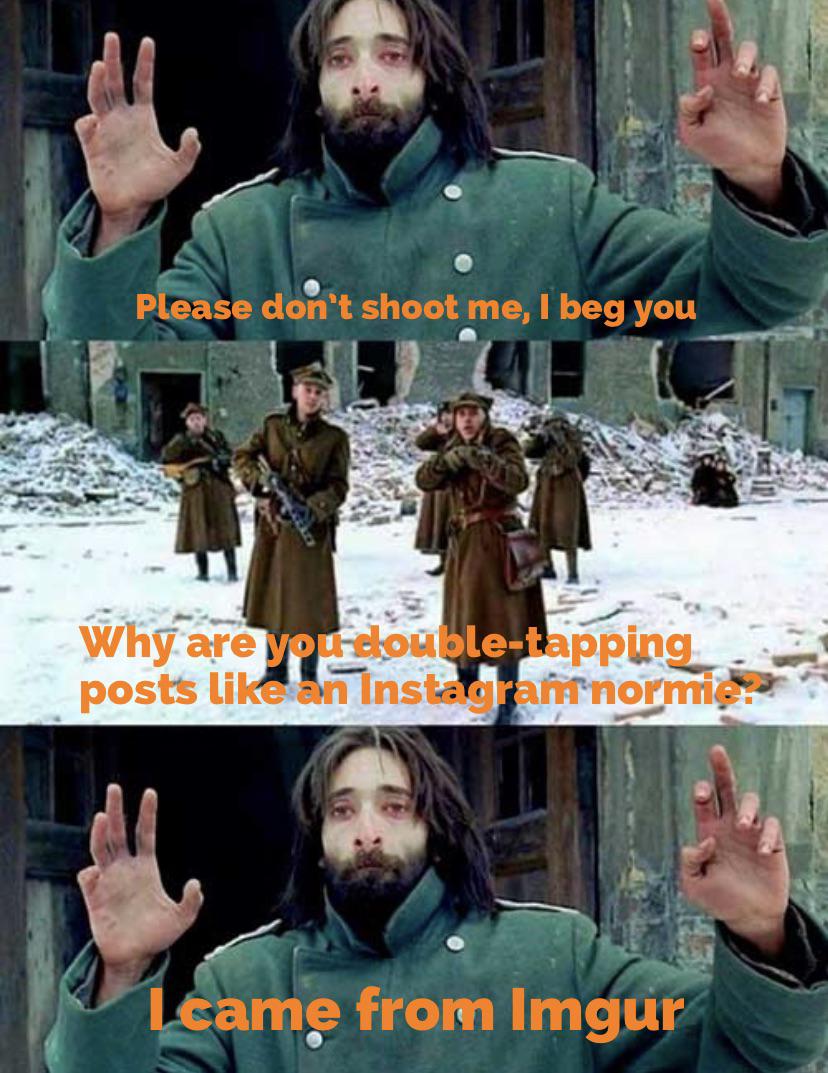 Please don't shoot me, I beg you
Why are you double-tapping
posts like an Instagram normie?
I came from Imgur